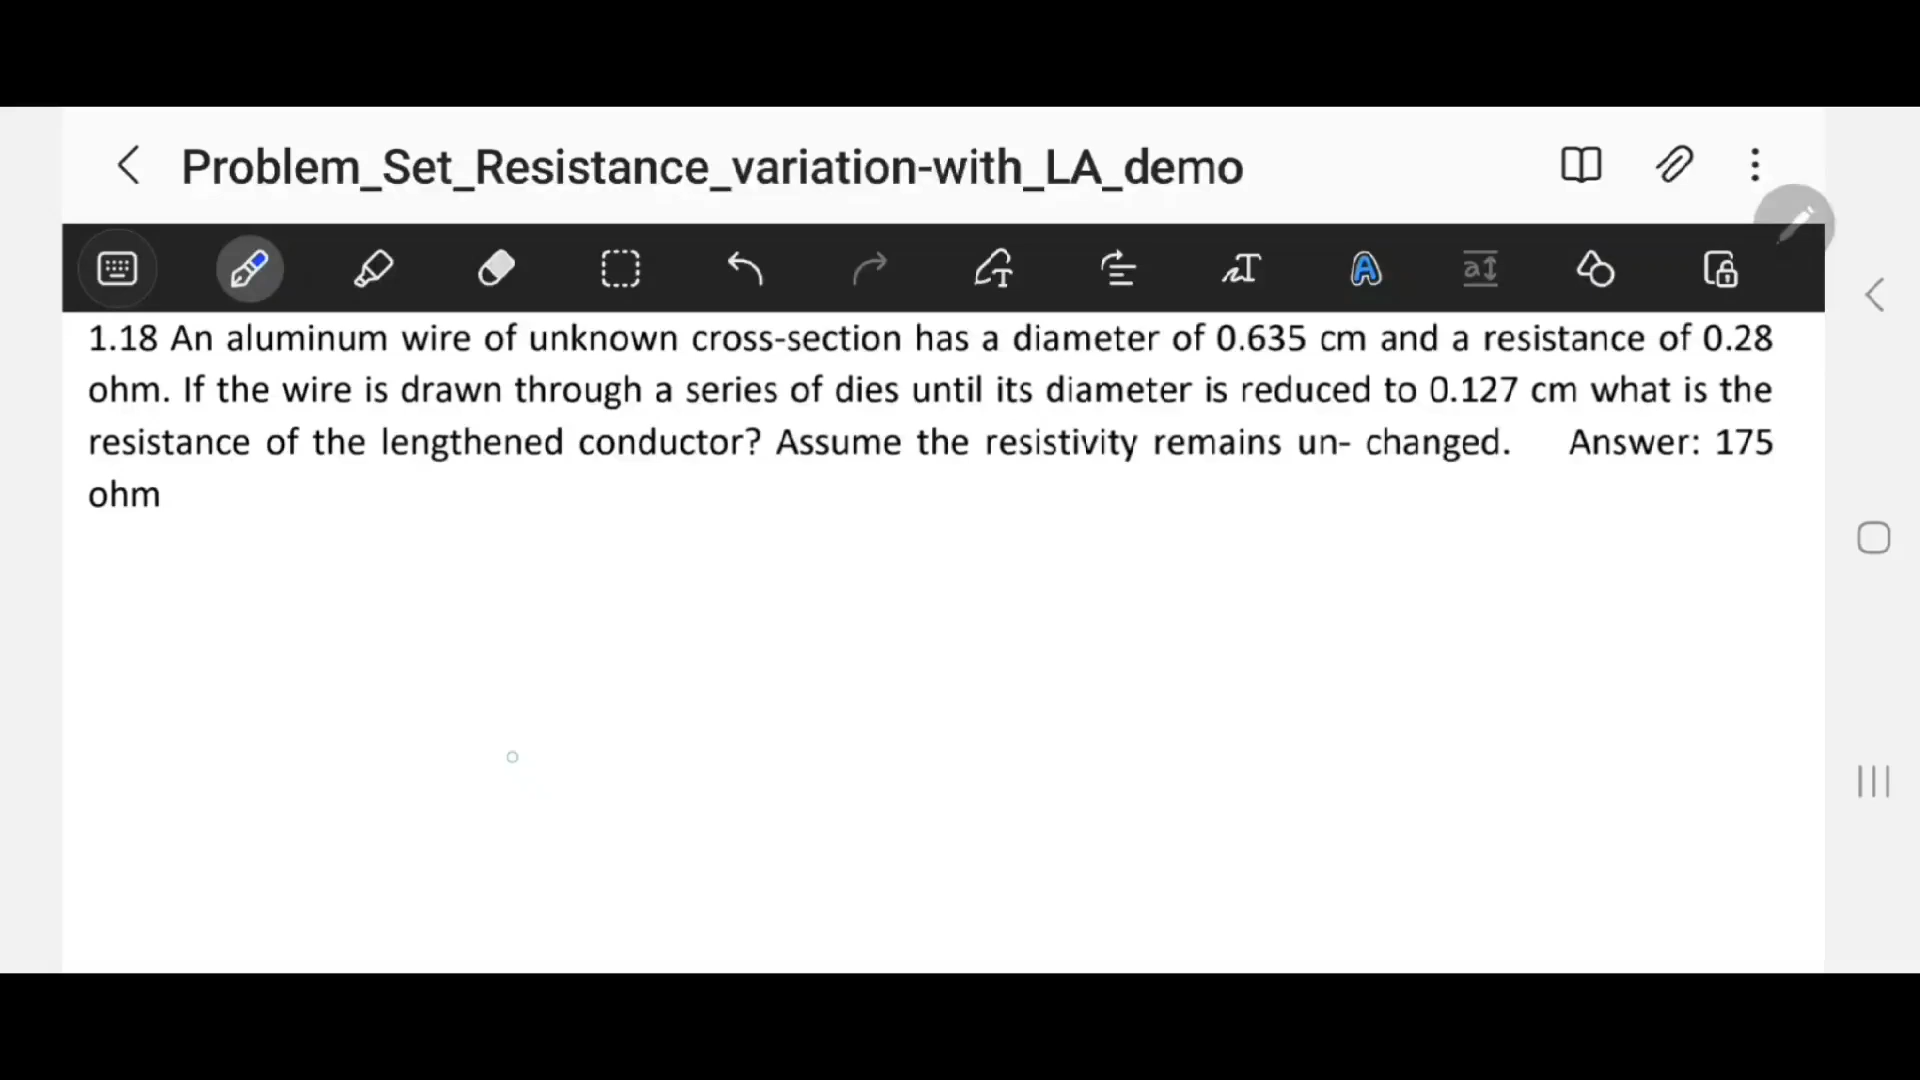 Problem_Set_Resistance_variation-with_LA_demo
1.18 An aluminum wire of unknown cross-section has a diameter of 0.635 cm and a resistance of 0.28
ohm. If the wire is drawn through a series of dies until its diameter is reduced to 0.127 cm what is the
resistance of the lengthened conductor? Assume the resistivity remains un- changed. Answer: 175
ohm